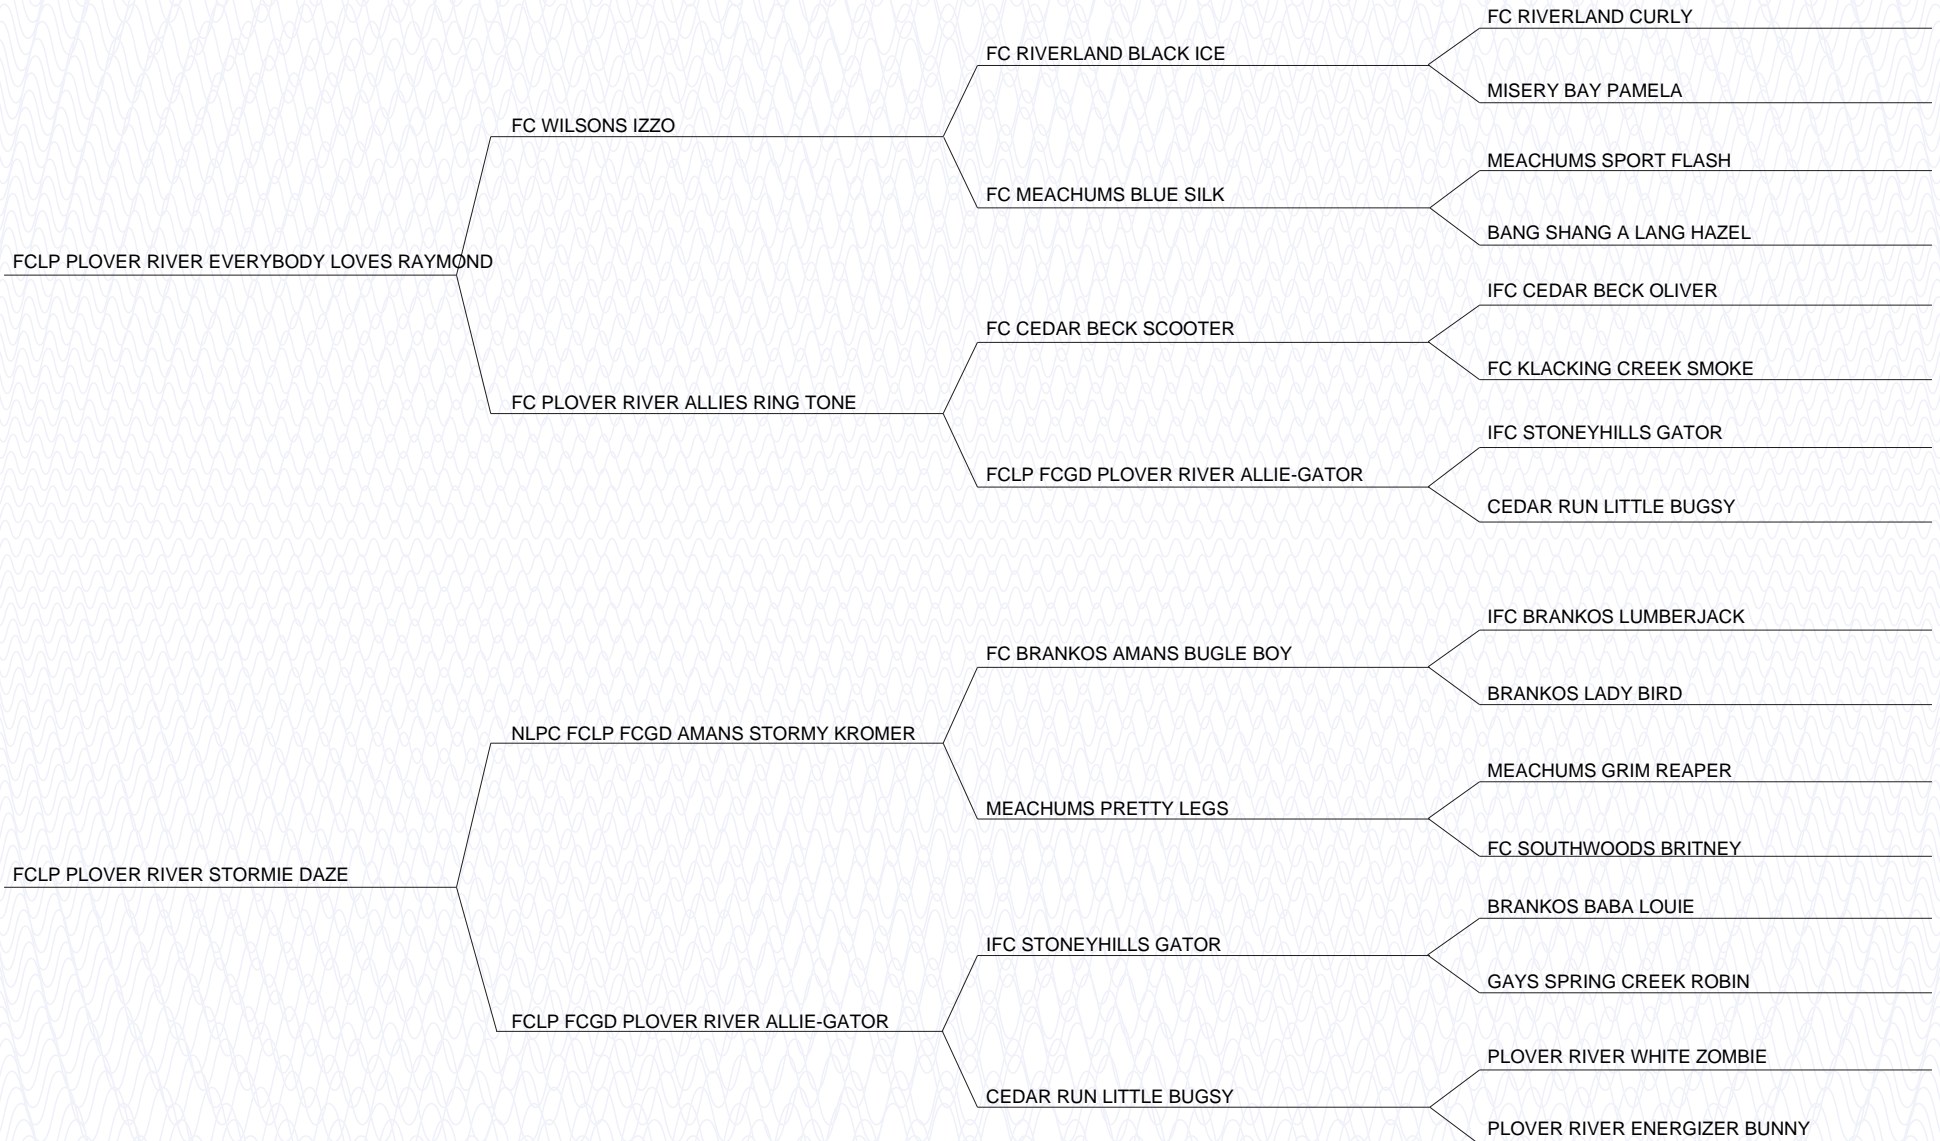 FC RIVERLAND CURLY
FC RIVERLAND BLACK ICE
MISERY BAY PAMELA
FC WILSONS IZZO
MEACHUMS SPORT FLASH
FC MEACHUMS BLUE SILK
BANG SHANG A LANG HAZEL
FCLP PLOVER RIVER EVERYBODY LOVES RAYMOND
IFC CEDAR BECK OLIVER
FC CEDAR BECK SCOOTER
FC KLACKING CREEK SMOKE
FC PLOVER RIVER ALLIES RING TONE
IFC STONEYHILLS GATOR
FCLP FCGD PLOVER RIVER ALLIE-GATOR
CEDAR RUN LITTLE BUGSY
IFC BRANKOS LUMBERJACK
FC BRANKOS AMANS BUGLE BOY
BRANKOS LADY BIRD
NLPC FCLP FCGD AMANS STORMY KROMER
MEACHUMS GRIM REAPER
MEACHUMS PRETTY LEGS
FC SOUTHWOODS BRITNEY
FCLP PLOVER RIVER STORMIE DAZE
BRANKOS BABA LOUIE
IFC STONEYHILLS GATOR
GAYS SPRING CREEK ROBIN
FCLP FCGD PLOVER RIVER ALLIE-GATOR
PLOVER RIVER WHITE ZOMBIE
CEDAR RUN LITTLE BUGSY
PLOVER RIVER ENERGIZER BUNNY